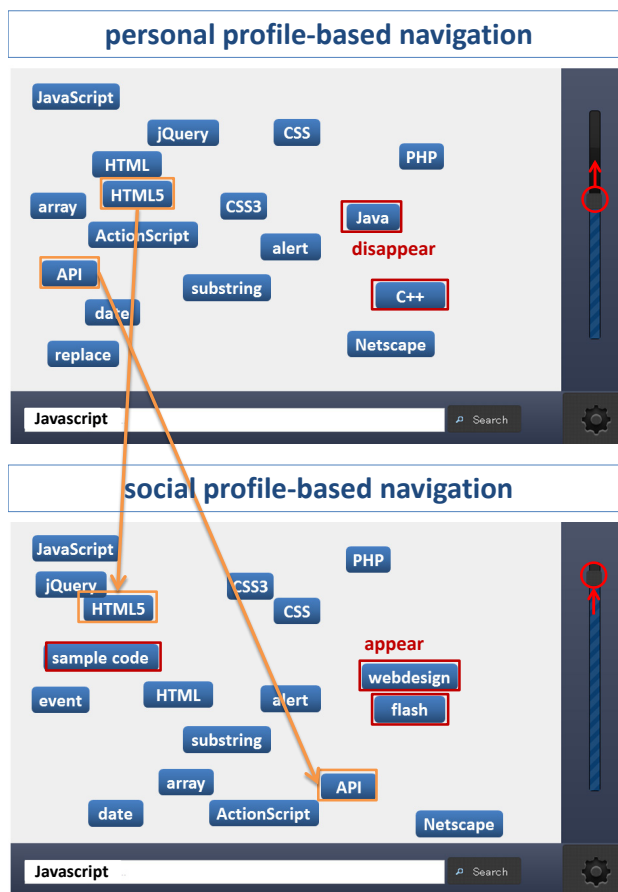 personal profile-based navigation
JavaScript
jQuery
CSS
PHP
HTML
HTML5
array
CSS3
Java
ActionScript
alert
disappear
API
substring
C++
date
replace
Netscape
Javascript
Search
social profile-based navigation
JavaScript
PHP
jQuery
CSS3
HTML5
CSS
appear
sample code
webdesign
event
HTML
alert
flash
substring
array
API
date
ActionScript
Netscape
Javascript
Search